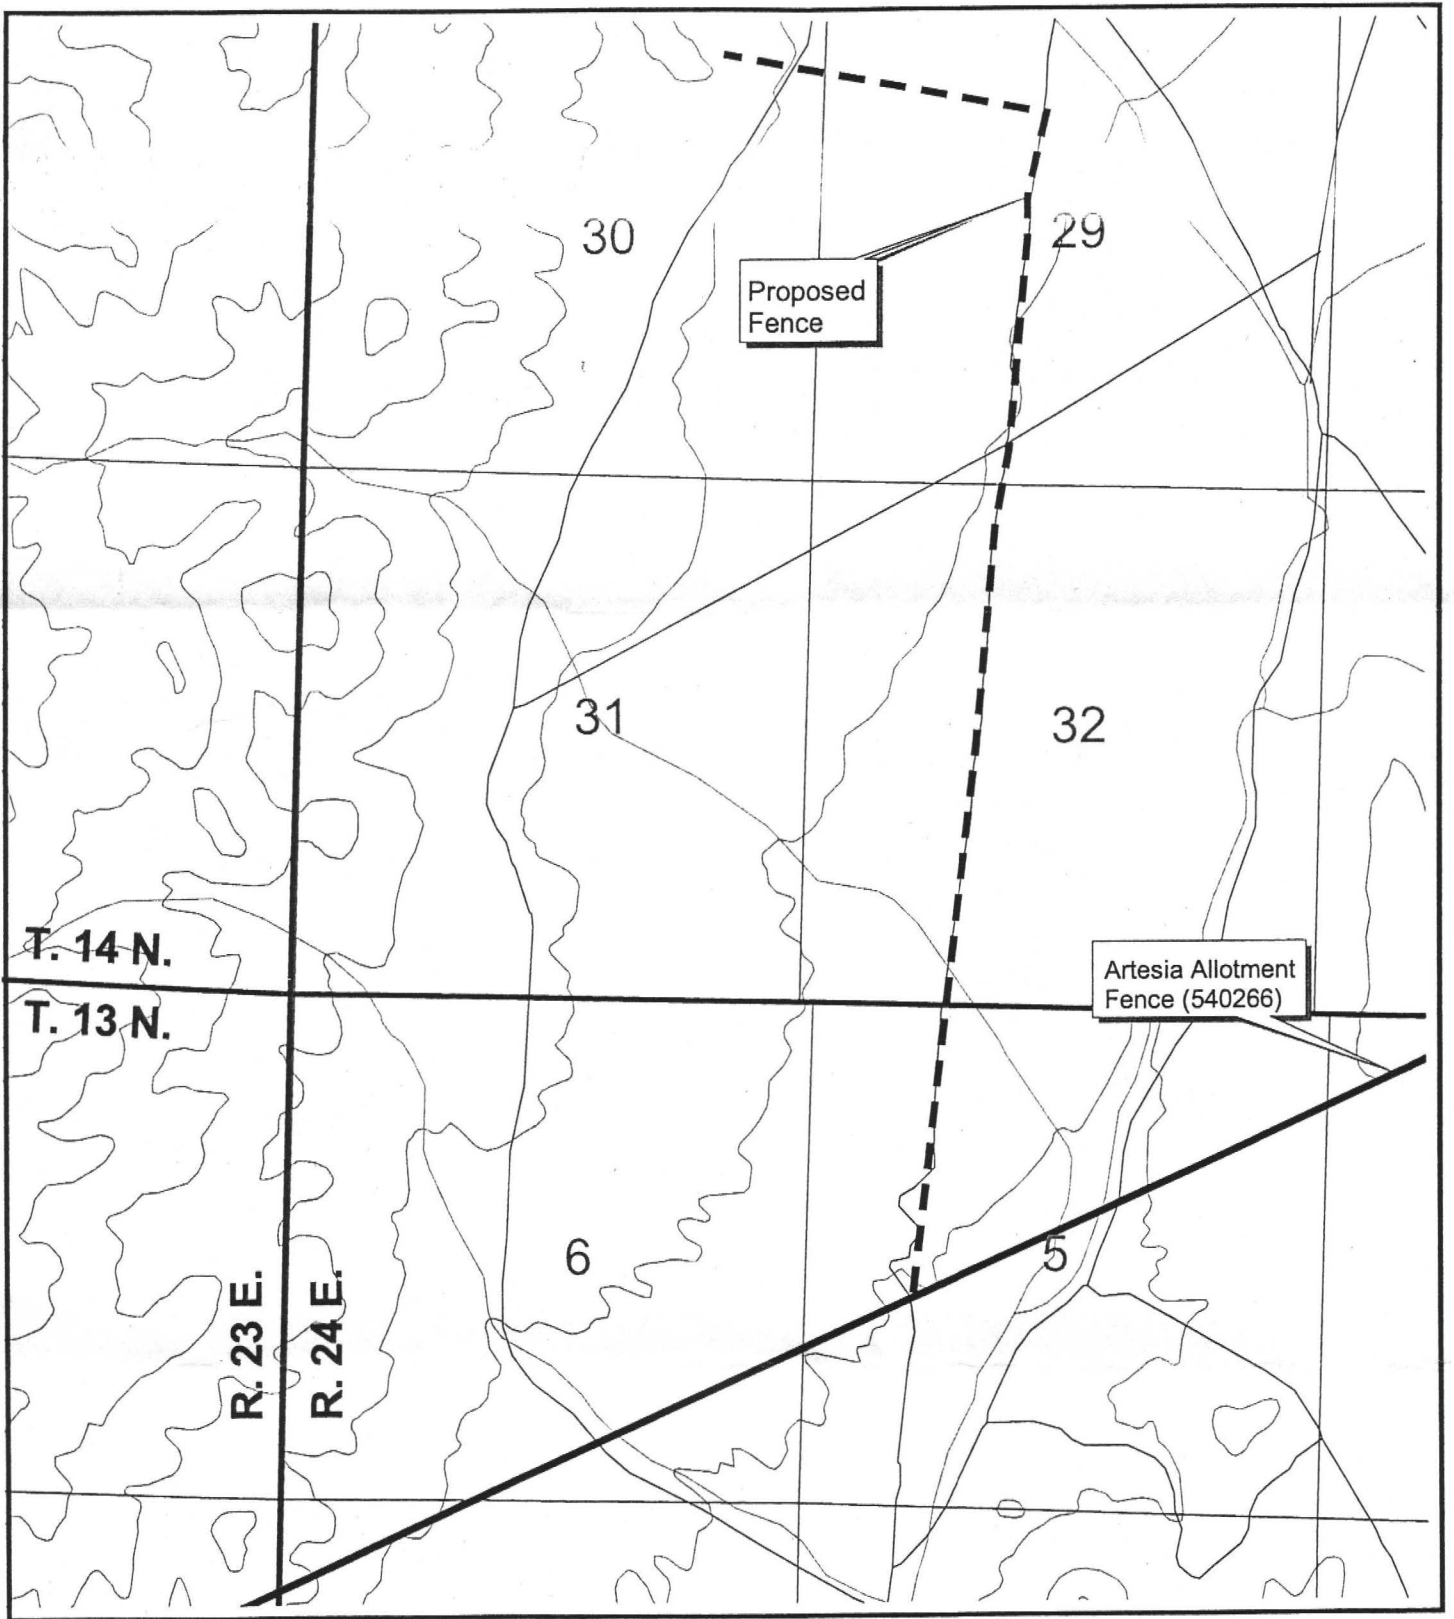 30
29
Proposed
Fence
31
32
T. 14 N.
T. 13 N.
Artesia Allotment
Fence (540266)
6
5
R. 23 E.
R. 24 E.